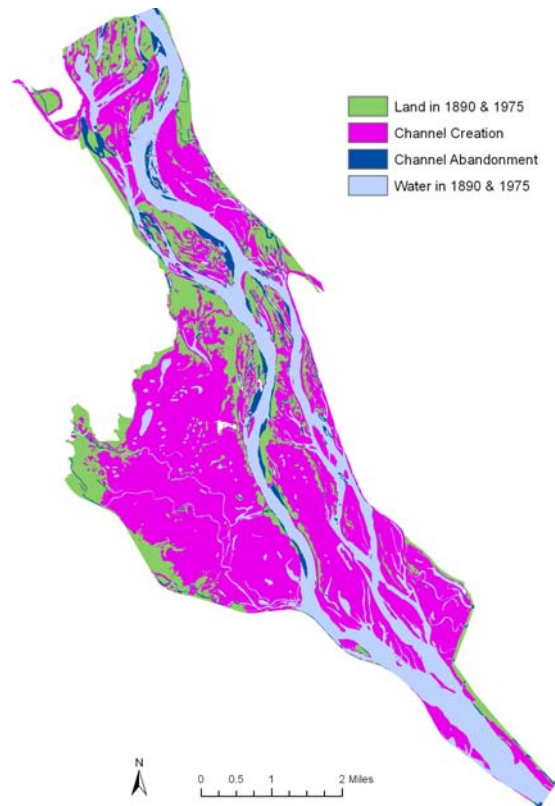 Land in 1890 & 1975
Channel Creation
Channel Abandonment
Water in 1890 & 1975
N
0 0.5 1 2 Miles